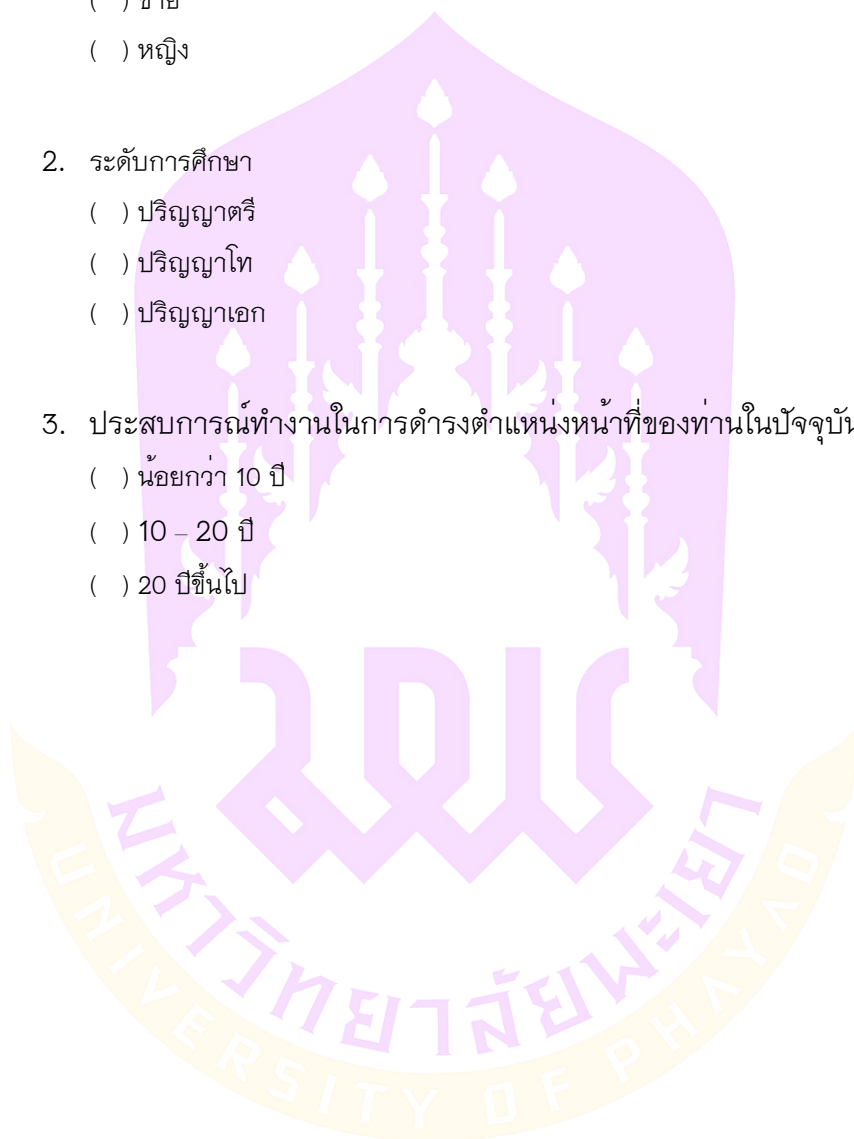 ( ) ชาย
( ) หญิง
2. ระดับการศึกษา
( ) ปริญญาตรี
( ) ปริญญาโท
( ) ปริญญาเอก
3. ประสบการณ์ทำงานในการดำรงตำแหน่งหน้าที่ของท่านในปัจจุบัน
( ) น้อยกว่า 10 ปี
( ) 10 – 20 ปี
( ) 20 ปีขึ้นไป
มหาวิทยาลัยพะเยา
UNIVERSITY OF PHAYAO